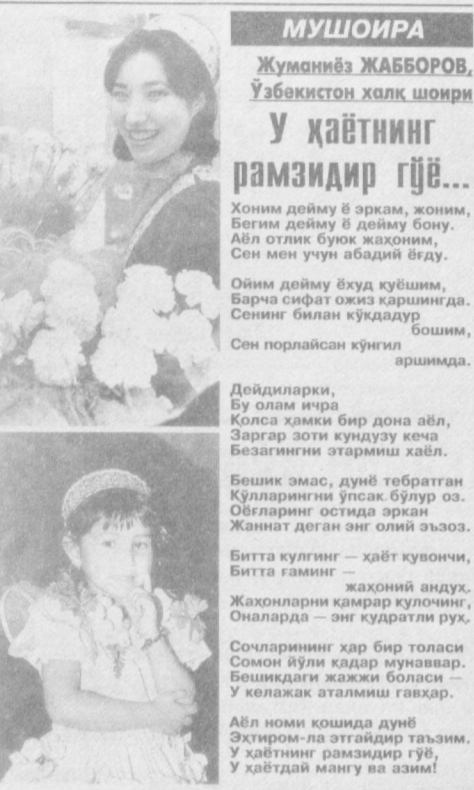 МУШОИРА
Жуманиёз ЖАББОРОВ,
Ўзбекистон халқ шоири
У ҳаётнинг
рамзидир гўё...
Хоним дейму ё эркам, жоним,
Бегим дейму ё дейму бону.
Аёл отлик буюк жаҳоним,
Сен мен учун абадий ёғду.
Ойим дейму ёхуд қуёшим,
Барча сифат ожиз қаршингда.
Сенинг билан кўкдадур
бошим,
Сен порлайсан кўнгил
аршимда.
Дейдиларки,
Бу олам ичра
Қолса ҳамки бир дона аёл,
Заргар зоти кундузу кеча
Безагингни этармиш хаёл.
Бешик эмас, дунё тебратган
Қўлларингни ўпсак бўлур оз.
Оёғларинг остида эркан
Жаннат деган энг олий эъзоз.
Битта кулгинг — ҳаёт қувончи,
Битта ғаминг —
жаҳоний андуҳ.
Жаҳонларни қамрар қулочинг,
Оналарда — энг қудратли руҳ.
Сочларининг ҳар бир толаси
Сомон йўли қадар мунаввар.
Бешикдаги жажжи боласи —
У келажак аталмиш гавҳар.
Аёл номи қошида дунё
Эҳтиром-ла этгайдир таъзим.
У ҳаётнинг рамзидир гўё,
У ҳаётдай мангу ва азим!